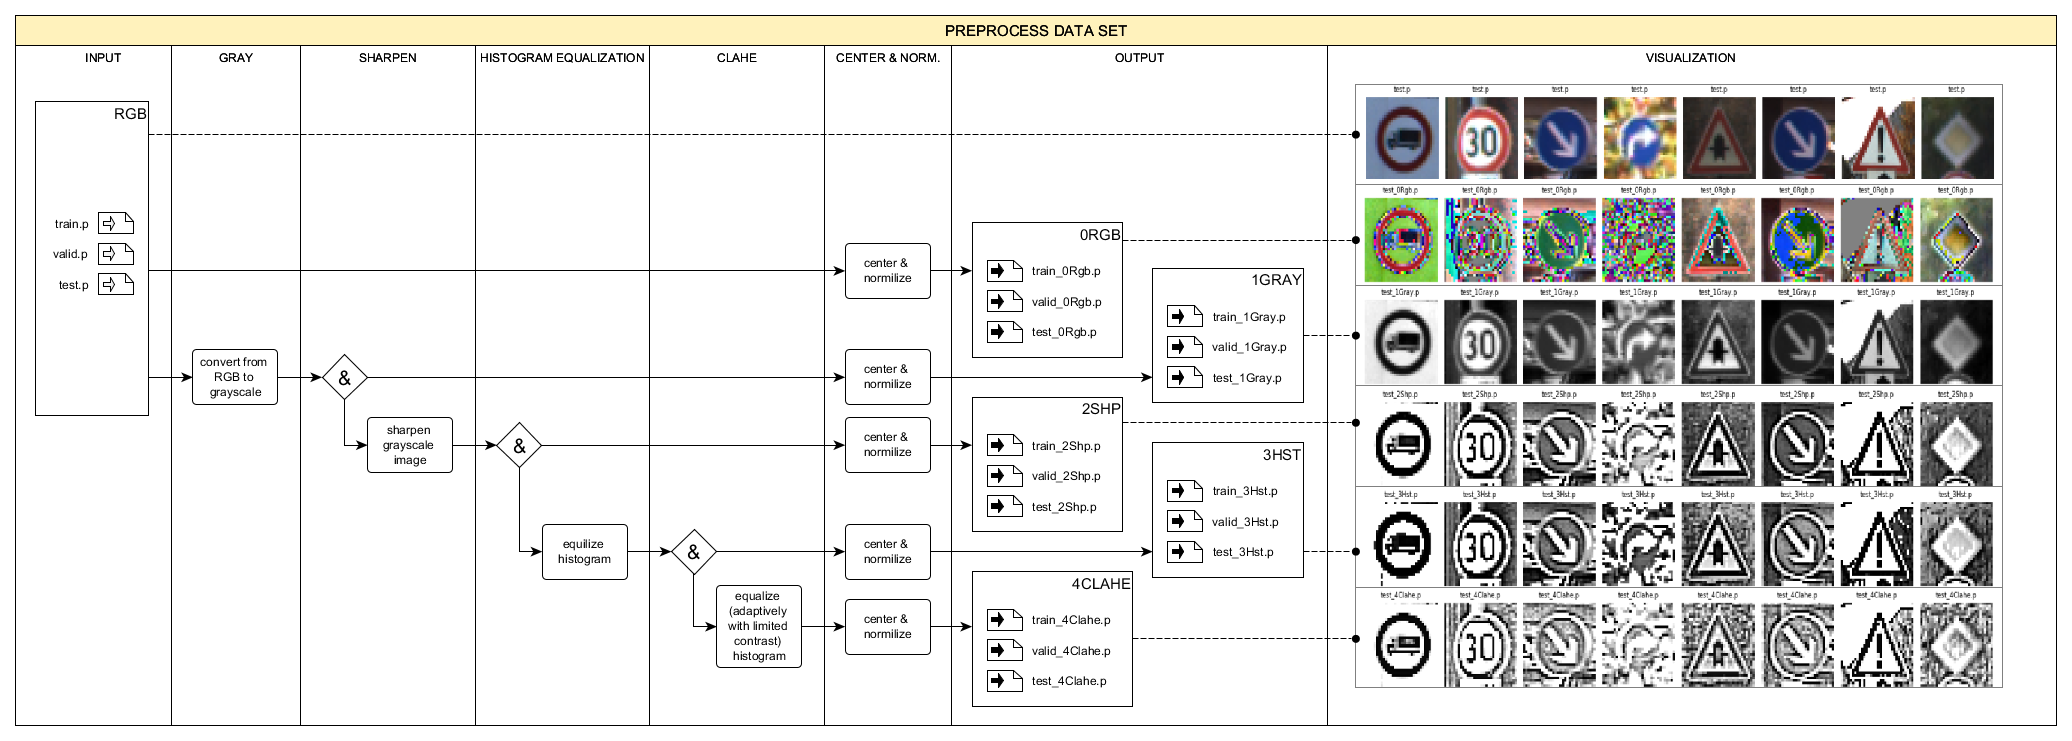 PREPROCESS DATA SET
INPUT
GRAY
SHARPEN
HISTOGRAM EQUALIZATION
CLAHE
CENTER & NORM.
OUTPUT
VISUALIZATION
RGB
train.p
valid.p
test.p
convert from
RGB to
grayscale
&
sharpen
grayscale
image
&
equilize
histogram
&
equalize
(adaptively
with limited
contrast)
histogram
center &
normilize
center &
normilize
center &
normilize
center &
normilize
center &
normilize
0RGB
train_0Rgb.p
valid_0Rgb.p
test_0Rgb.p
1GRAY
train_1Gray.p
valid_1Gray.p
test_1Gray.p
2SHP
train_2Shp.p
valid_2Shp.p
test_2Shp.p
3HST
train_3Hst.p
valid_3Hst.p
test_3Hst.p
4CLAHE
train_4Clahe.p
valid_4Clahe.p
test_4Clahe.p
test.p test.p test.p test.p test.p test.p test.p test.p
30
test_0Rgb.p test_0Rgb.p test_0Rgb.p test_0Rgb.p test_0Rgb.p test_0Rgb.p test_0Rgb.p test_0Rgb.p
test_1Gray.p test_1Gray.p test_1Gray.p test_1Gray.p test_1Gray.p test_1Gray.p test_1Gray.p test_1Gray.p
30
test_2Shp.p test_2Shp.p test_2Shp.p test_2Shp.p test_2Shp.p test_2Shp.p test_2Shp.p test_2Shp.p
30
test_3Hst.p test_3Hst.p test_3Hst.p test_3Hst.p test_3Hst.p test_3Hst.p test_3Hst.p test_3Hst.p
30
test_4Clahe.p test_4Clahe.p test_4Clahe.p test_4Clahe.p test_4Clahe.p test_4Clahe.p test_4Clahe.p test_4Clahe.p
30